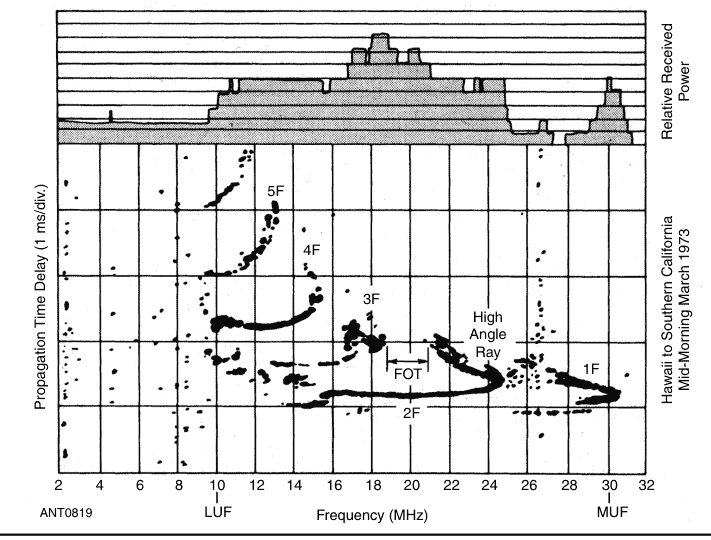 Relative Received
Power
Propagation Time Delay (1 ms/div.)
Hawaii to Southern California
Mid-Morning March 1973
5F
4F
3F
High
Angle
Ray
FOT
1F
2F
2 4 6 8 10 12 14 16 18 20 22 24 26 28 30 32
ANT0819
LUF
Frequency (MHz)
MUF